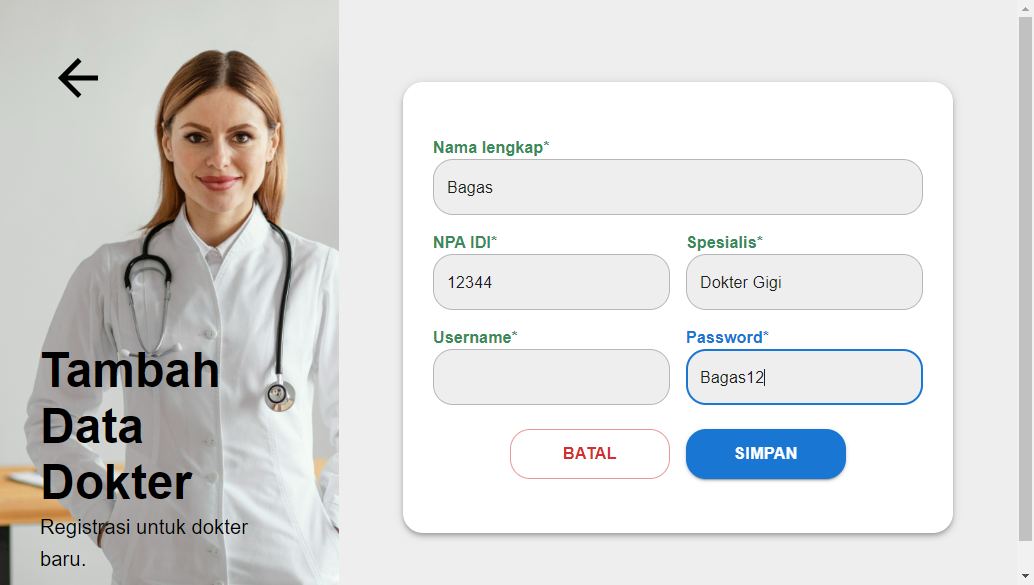 Tambah
Data
Dokter
Registrasi untuk dokter
baru.
Nama lengkap*
Bagas
NPA IDI* Spesialis*
12344 Dokter Gigi
Username* Password*
Bagas12
BATAL SIMPAN